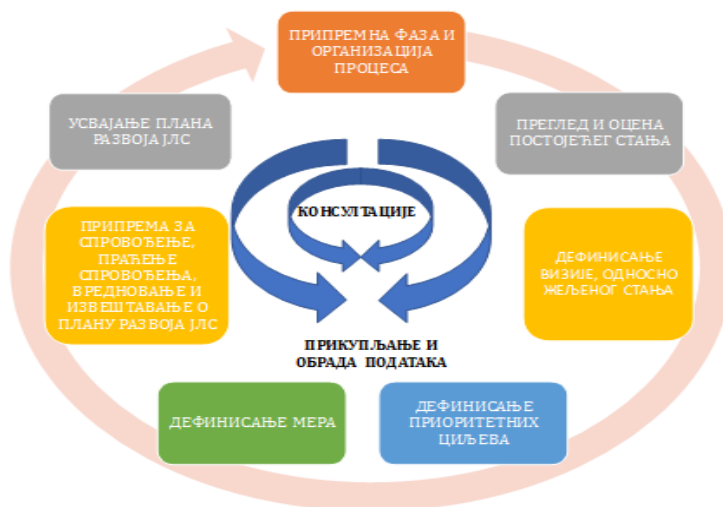 ПРИПРЕМНА ФАЗА И
ОРГАНИЗАЦИЈА
ПРОЦЕСА
ПРЕГЛЕД И ОЦЕНА
ПОСТОЈЕЋЕГ СТАЊА
ДЕФИНИСАЊЕ
ВИЗИЈЕ, ОДНОСНО
ЖЕЉЕНОГ СТАЊА
ДЕФИНИСАЊЕ
ПРИОРИТЕТНИХ
ЦИЉЕВА
ДЕФИНИСАЊЕ МЕРА
ПРИПРЕМА ЗА
СПРОВОЂЕЊЕ,
ПРАЋЕЊЕ
СПРОВОЂЕЊА,
ВРЕДНОВАЊЕ И
ИЗВЕШТАВАЊЕ О
ПЛАНУ РАЗВОЈА ЈЛС
УСВАЈАЊЕ ПЛАНА
РАЗВОЈА ЈЛС
КОНСУЛТАЦИЈЕ
ПРИКУПЉАЊЕ И
ОБРАДА ПОДАТАКА